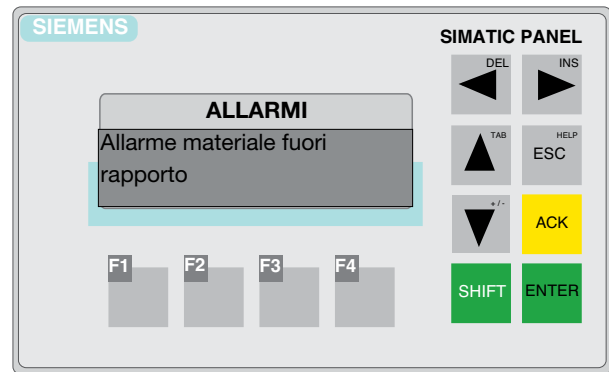 SIEMENS
SIMATIC PANEL
DEL
INS
ALLARMI
Allarme materiale fuori
rapporto
TAB
HELP
ESC
+ / -
ACK
F1
F2
F3
F4
SHIFT
ENTER